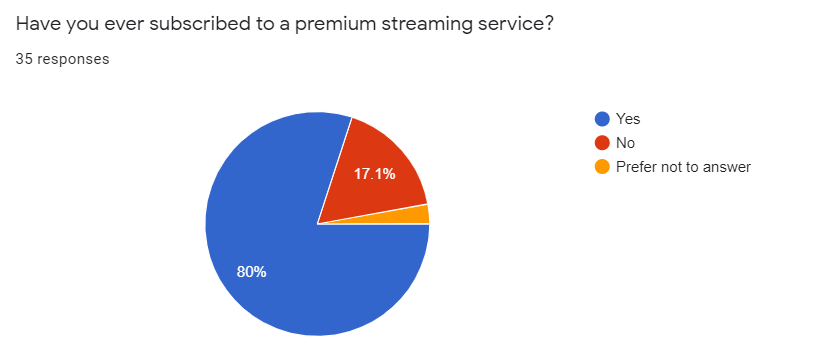 Have you ever subscribed to a premium streaming service?
35 responses
Yes
No
Prefer not to answer
17.1%
80%